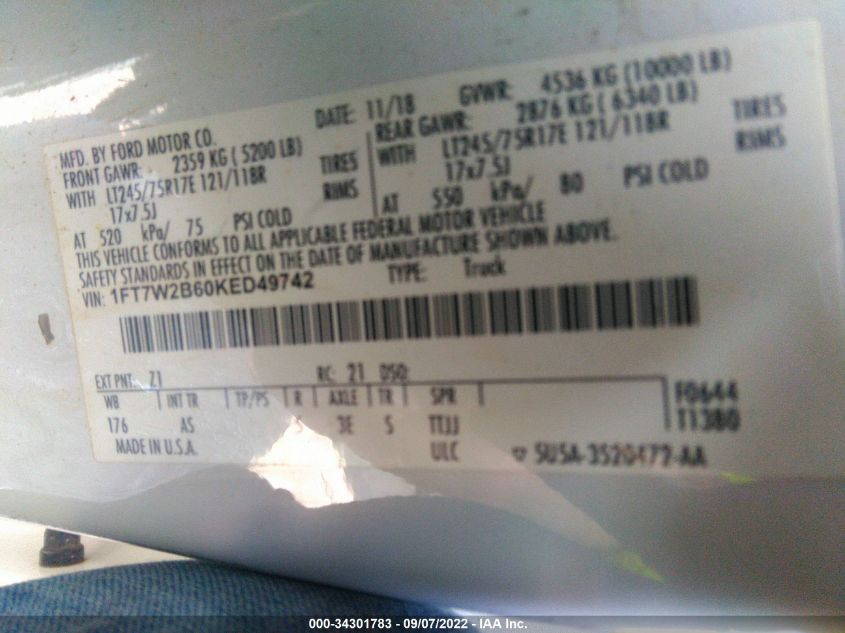 MFD. BY FORD MOTOR CO.
DATE: 11/18 GVWR: 4536 KG (10000 LB)
FRONT GAWR: 2359 KG ( 5200 LB)
REAR GAWR: 2876 KG ( 6340 LB)
WITH LT245/75R17E 121/118R TIRES
WITH LT245/75R17E 121/118R TIRES
17x7.5J RIMS
17x7.5J RIMS
AT 520 kPa/ 75 PSI COLD
AT 550 kPa/ 80 PSI COLD
THIS VEHICLE CONFORMS TO ALL APPLICABLE FEDERAL MOTOR VEHICLE
SAFETY STANDARDS IN EFFECT ON THE DATE OF MANUFACTURE SHOWN ABOVE.
VIN: 1FT7W2B60KED49742 TYPE: Truck
EXT PNT: Z1 RC: 21 DSO:
WB INT TR TP/PS R AXLE TR SPR F0644
176 AS 3E S TTJJ T1380
MADE IN U.S.A. ULC 5U5A-3520472-AA
000-34301783 - 09/07/2022 - IAA Inc.